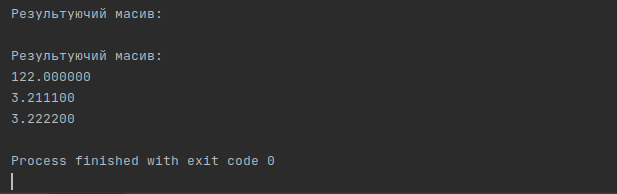 Результуючий масив:
Результуючий масив:
122.000000
3.211100
3.222200
Process finished with exit code 0